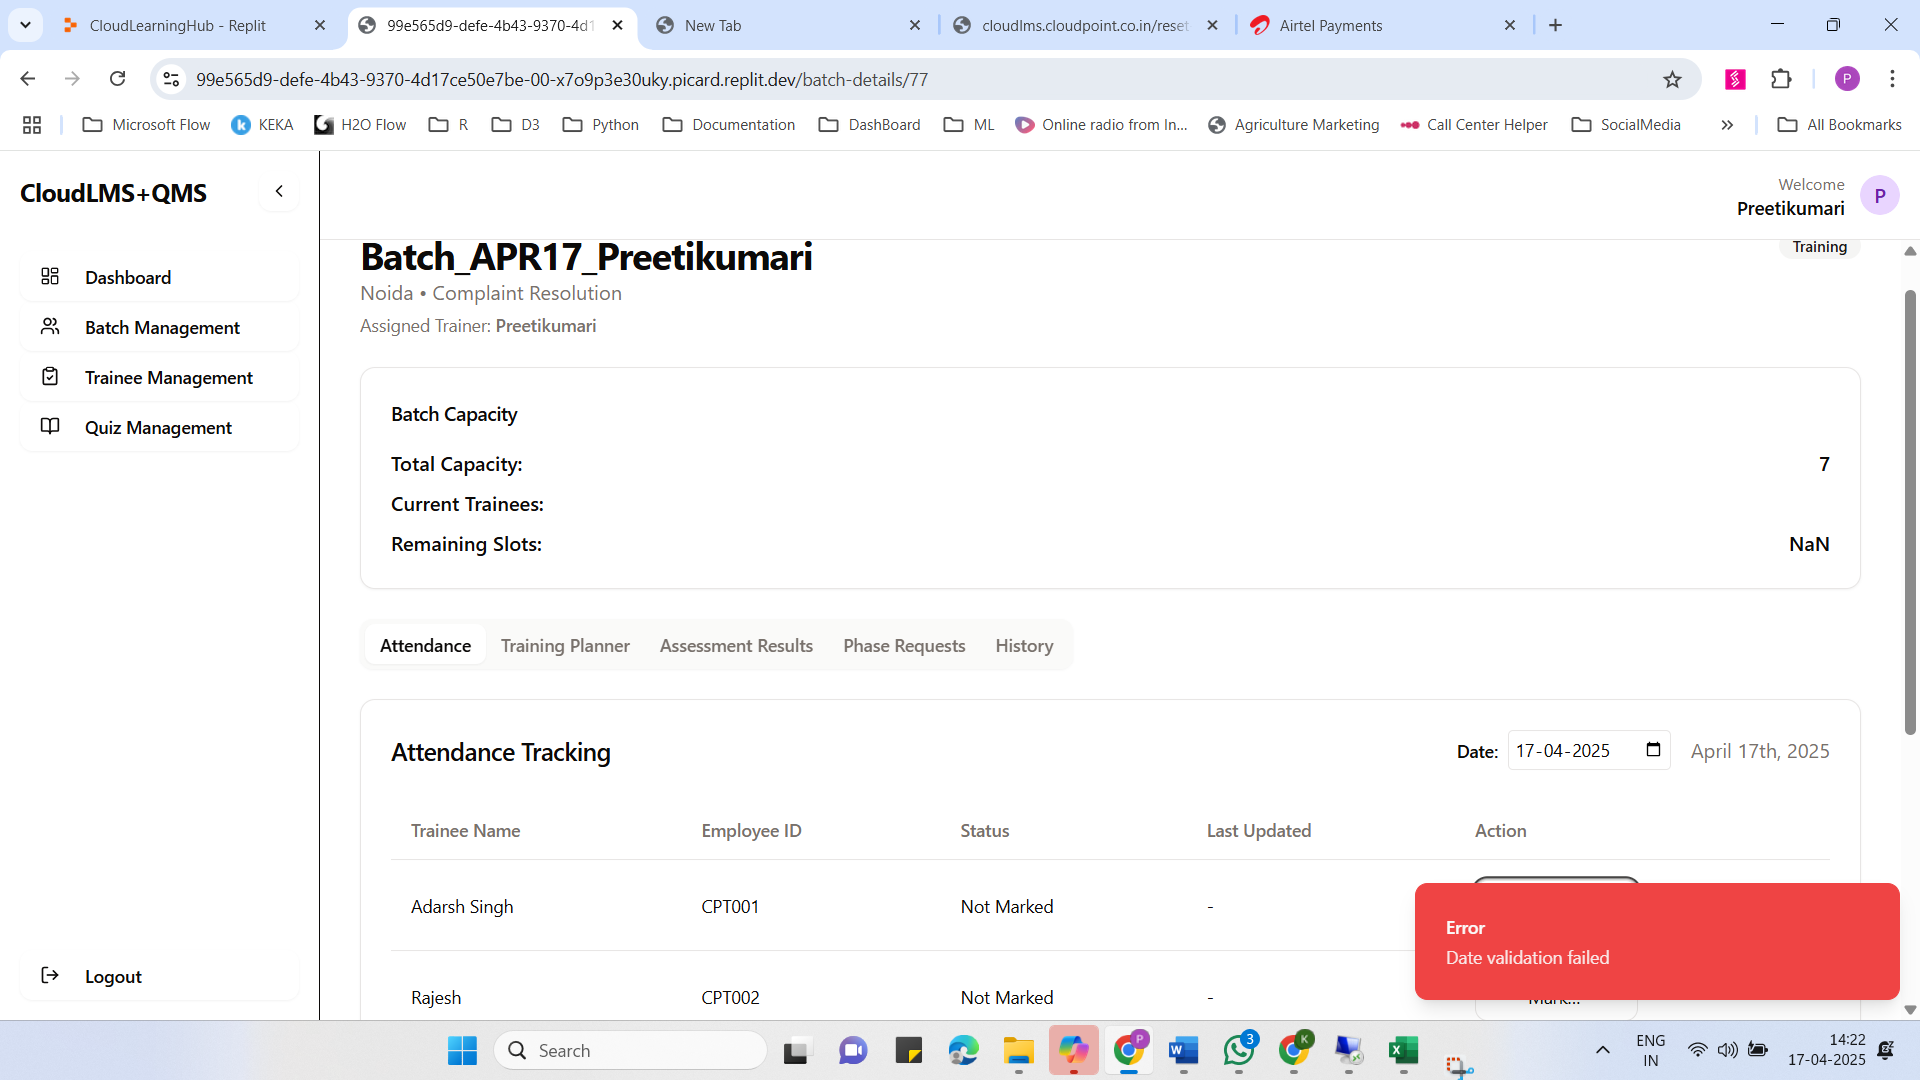 CloudLearningHub - Replit
99e565d9-defe-4b43-9370-4d1
New Tab
cloudlms.cloudpoint.co.in/reset
Airtel Payments
99e565d9-defe-4b43-9370-4d17ce50e7be-00-x7o9p3e30uky.picard.replit.dev/batch-details/77
P
Microsoft Flow
KEKA
H2O Flow
R
D3
Python
Documentation
DashBoard
ML
Online radio from In...
Agriculture Marketing
Call Center Helper
SocialMedia
All Bookmarks
CloudLMS+QMS
Welcome
Preetikumari
P
Dashboard
Batch Management
Trainee Management
Quiz Management
Logout
Batch_APR17_Preetikumari
Training
Noida • Complaint Resolution
Assigned Trainer: Preetikumari
Batch Capacity
Total Capacity: 7
Current Trainees:
Remaining Slots: NaN
Attendance
Training Planner
Assessment Results
Phase Requests
History
Attendance Tracking
Date: 17-04-2025 April 17th, 2025
Trainee Name Employee ID Status Last Updated Action
Adarsh Singh CPT001 Not Marked -
Rajesh CPT002 Not Marked -
Error
Date validation failed
Search
P
W
3
K
X
ENG
IN
14:22
17-04-2025